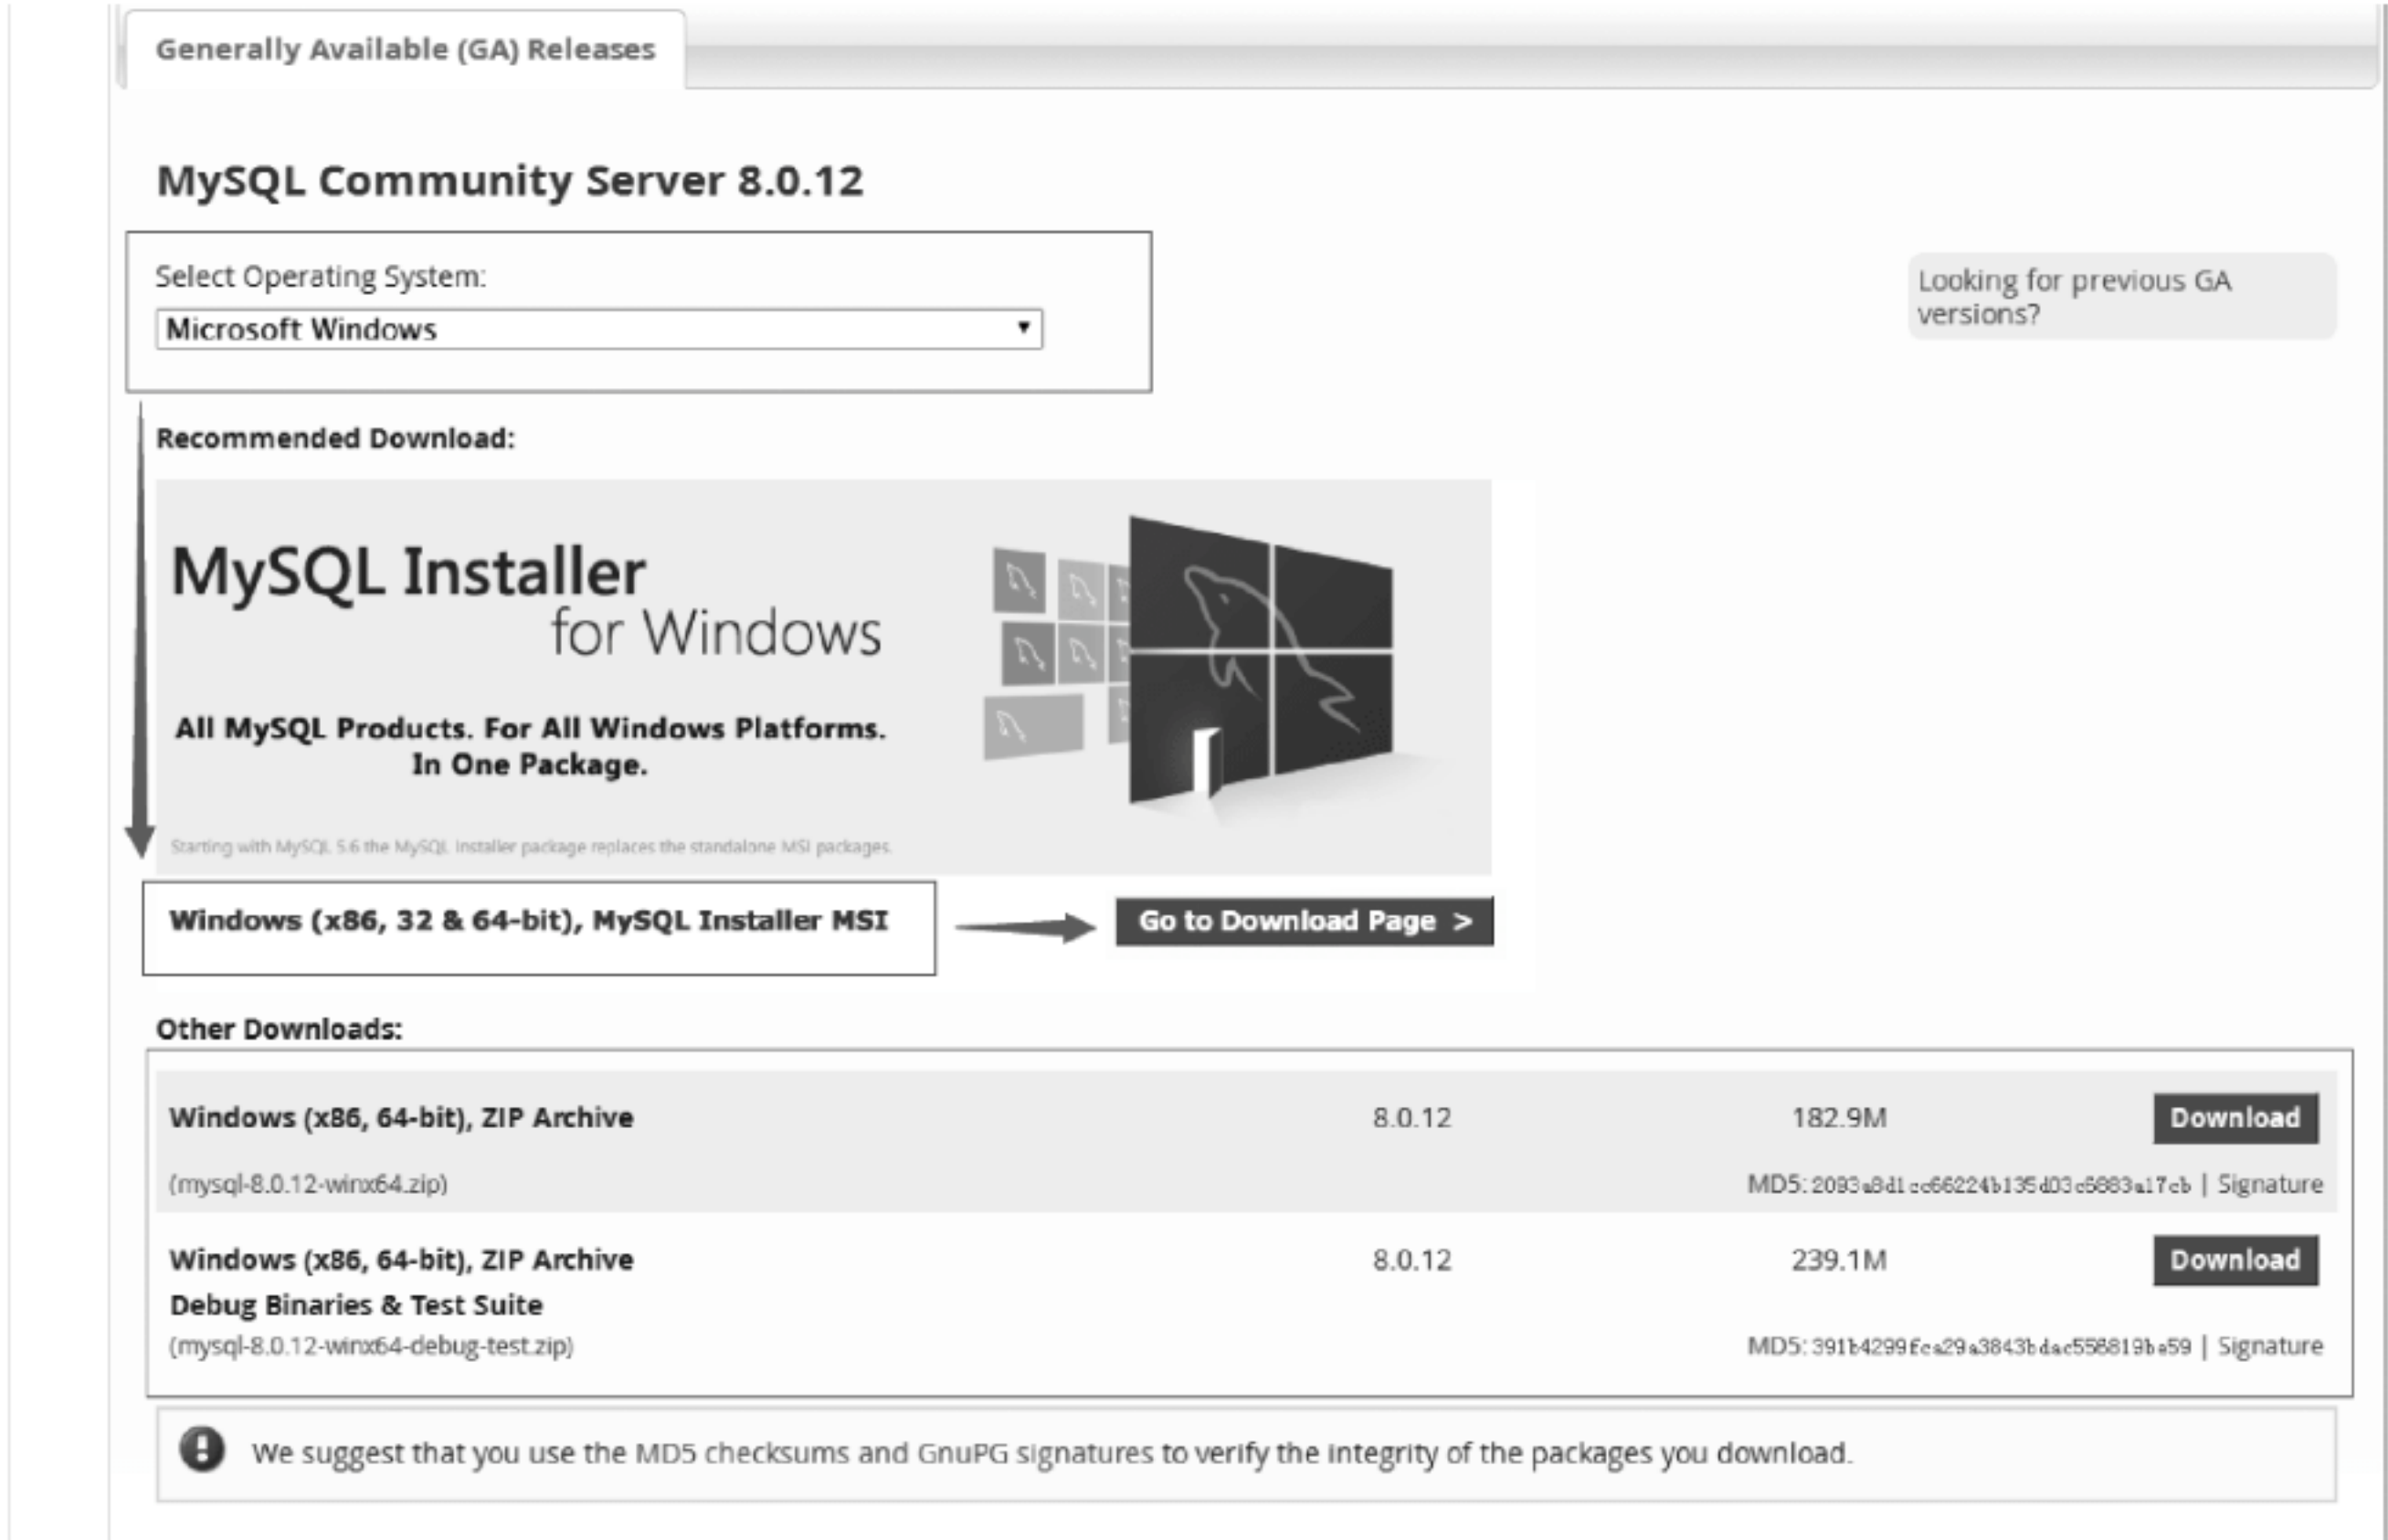 Generally Available (GA) Releases
MySQL Community Server 8.0.12
Select Operating System:
Microsoft Windows
Looking for previous GA
versions?
Recommended Download:
MySQL Installer
for Windows
All MySQL Products. For All Windows Platforms.
In One Package.
Starting with MySQL 5.6 the MySQL Installer package replaces the standalone MSI packages.
Windows (x86, 32 & 64-bit), MySQL Installer MSI
Go to Download Page >
Other Downloads:
Windows (x86, 64-bit), ZIP Archive 8.0.12 182.9M Download
(mysql-8.0.12-winx64.zip) MD5: | Signature
Windows (x86, 64-bit), ZIP Archive 8.0.12 239.1M Download
Debug Binaries & Test Suite
(mysql-8.0.12-winx64-debug-test.zip) MD5: | Signature
We suggest that you use the MD5 checksums and GnuPG signatures to verify the integrity of the packages you download.